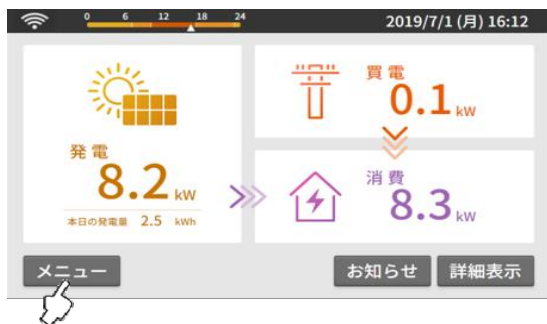 0 6 12 18 24
2019/7/1 (月) 16:12
発電
8.2 kW
本日の発電量 2.5 kWh
買電
0.1 kW
消費
8.3 kW
メニュー
お知らせ
詳細表示